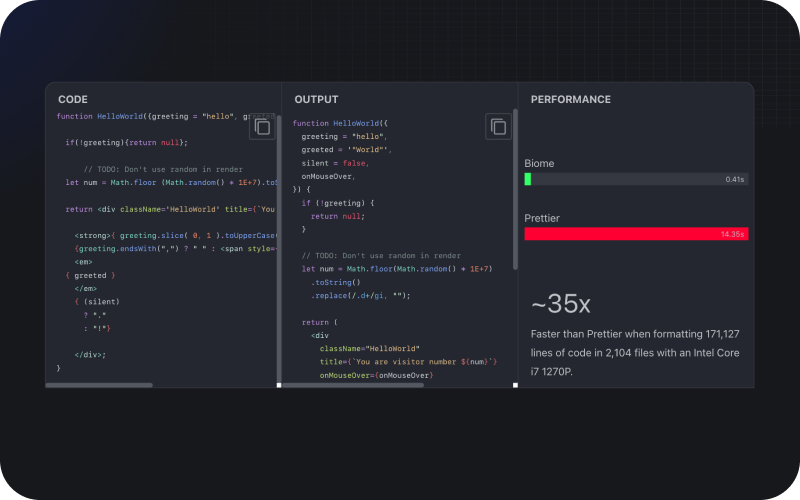 CODE
function HelloWorld({greeting = "hello", greeted
if(!greeting){return null};
// TODO: Don't use random in render
let num = Math.floor (Math.random() * 1E+7).toS
return <div className='HelloWorld' title={`You
<strong>{ greeting.slice( 0, 1 ).toUpperCase(
{greeting.endsWith(",") ? " " : <span style=
<em>
{ greeted }
</em>
{ (silent)
? "."
: "!"}
</div>;
}
OUTPUT
function HelloWorld({
greeting = "hello",
greeted = '"World"',
silent = false,
onMouseOver,
}) {
if (!greeting) {
return null;
}
// TODO: Don't use random in render
let num = Math.floor(Math.random() * 1E+7)
.toString()
.replace(/.d+/gi, "");
return (
<div
className="HelloWorld"
title={`You are visitor number ${num}`}
onMouseOver={onMouseOver}
PERFORMANCE
Biome
0.41s
Prettier
14.35s
~35x
Faster than Prettier when formatting 171,127
lines of code in 2,104 files with an Intel Core
i7 1270P.